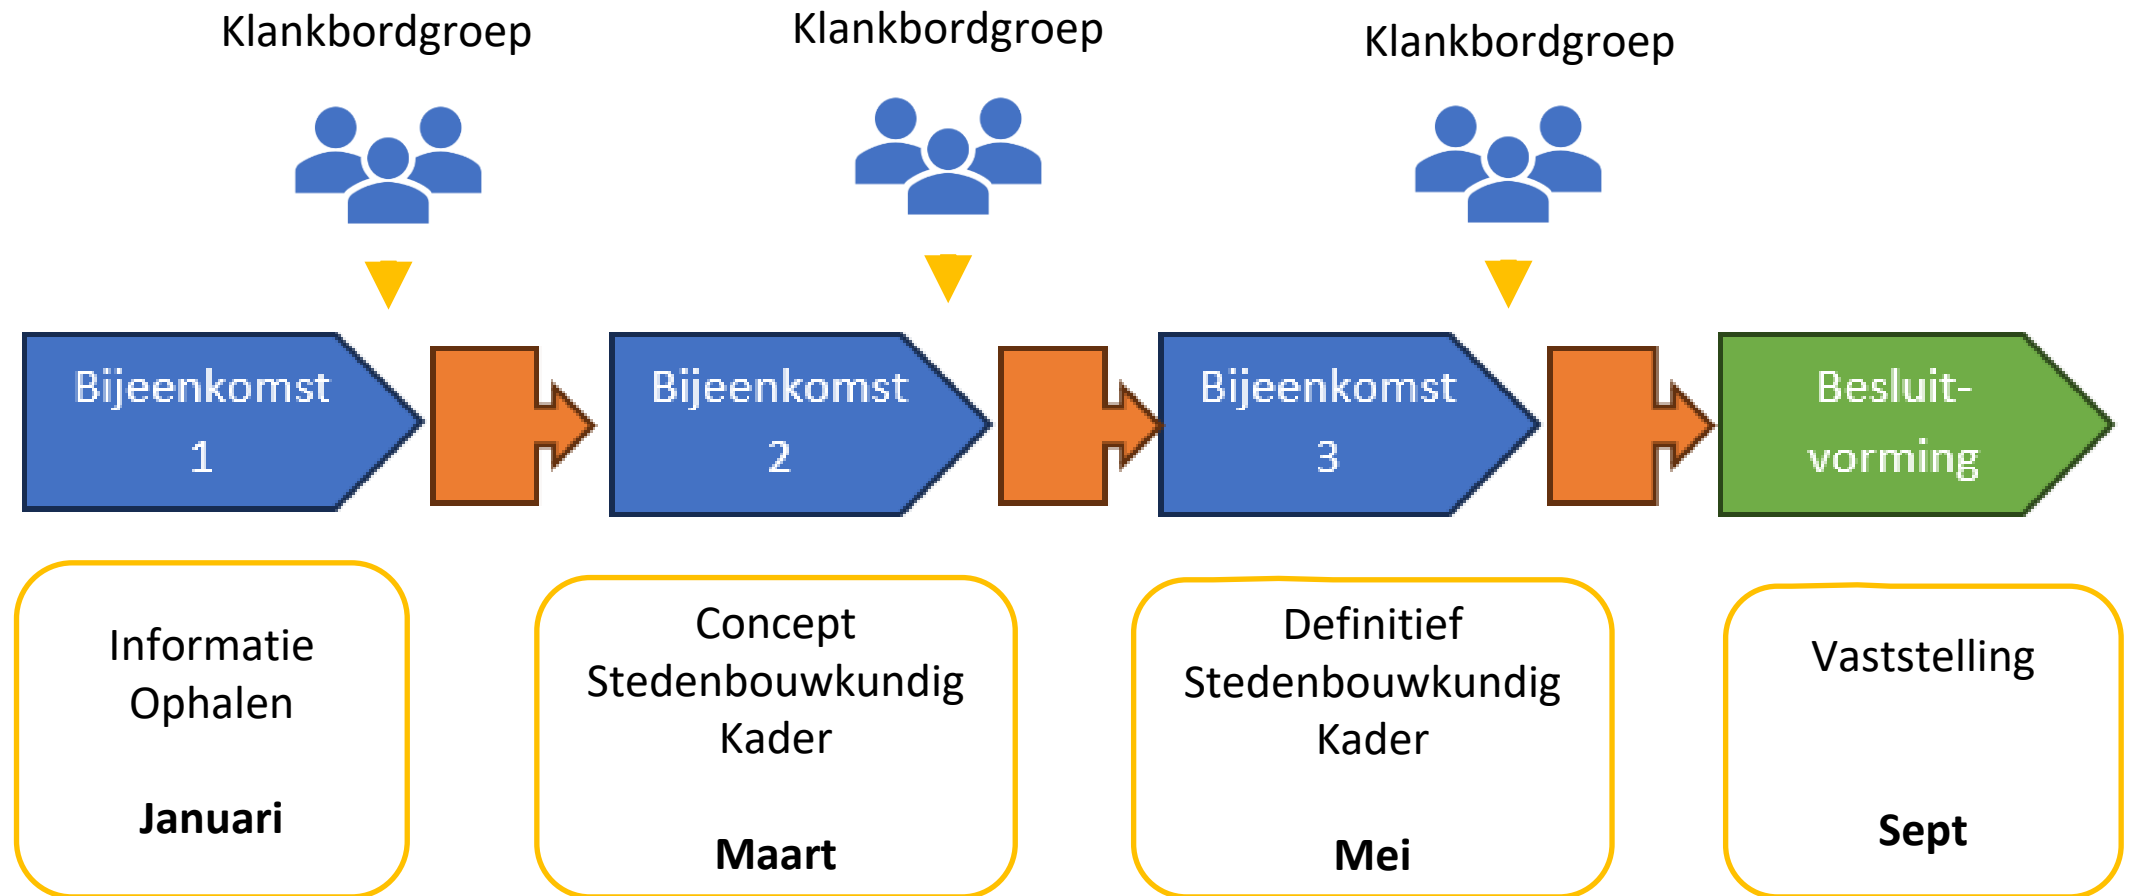 Klankbordgroep
Klankbordgroep
Klankbordgroep
Bijeenkomst
1
Bijeenkomst
2
Bijeenkomst
3
Besluit-
vorming
Informatie
Ophalen
Januari
Concept
Stedenbouwkundig
Kader
Maart
Definitief
Stedenbouwkundig
Kader
Mei
Vaststelling
Sept